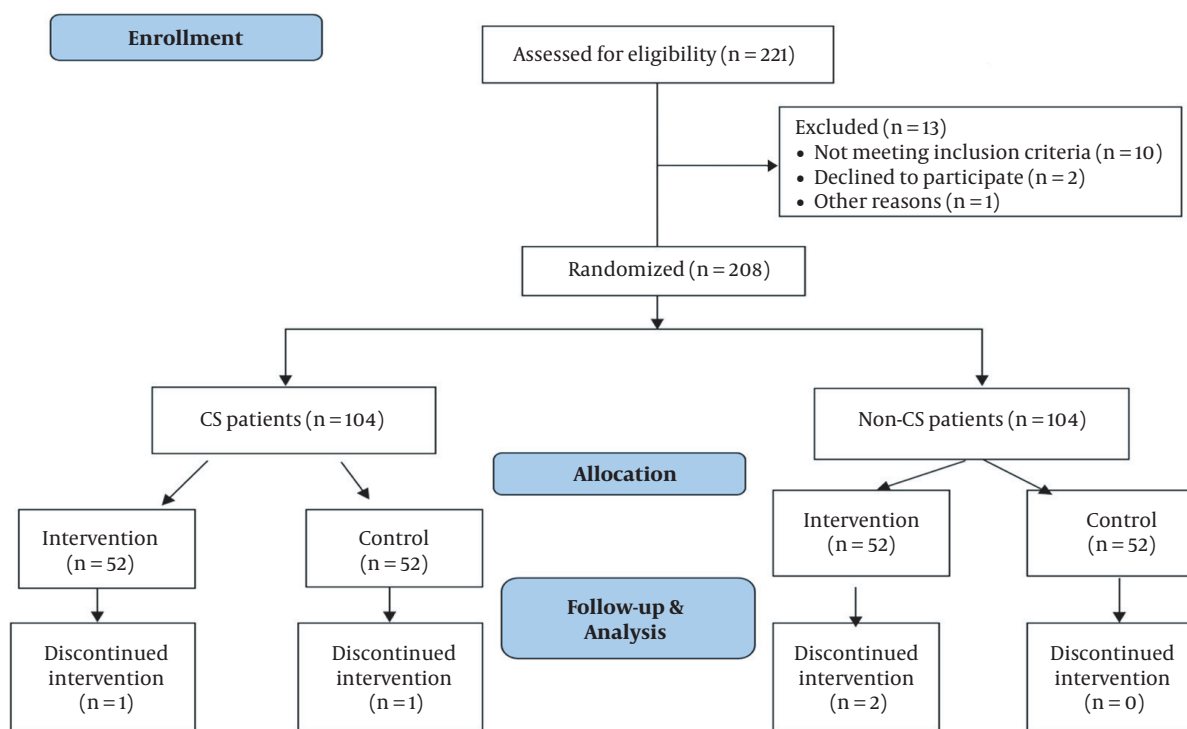 Enrollment
Assessed for eligibility (n = 221)
Excluded (n = 13)
• Not meeting inclusion criteria (n = 10)
• Declined to participate (n = 2)
• Other reasons (n = 1)
Randomized (n = 208)
CS patients (n = 104)
Non-CS patients (n = 104)
Allocation
Intervention
(n = 52)
Control
(n = 52)
Intervention
(n = 52)
Control
(n = 52)
Follow-up &
Analysis
Discontinued
intervention
(n = 1)
Discontinued
intervention
(n = 1)
Discontinued
intervention
(n = 2)
Discontinued
intervention
(n = 0)